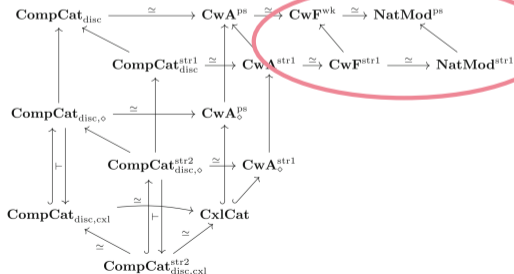 CompCat_disc ≃ CwA^ps ≃ CwF^wk ≃ NatMod^ps
CompCat^str1_disc ≃ CwA^str1 ≃ CwF^str1 ≃ NatMod^str1
CompCat_disc,⋄ ≃ CwA^ps_⋄
CompCat^str2_disc,⋄ ≃ CwA^str1_⋄
⊤
CompCat_disc,cxl ≃ CxlCat
⊤
≃ ≃
CompCat^str2_disc,cxl